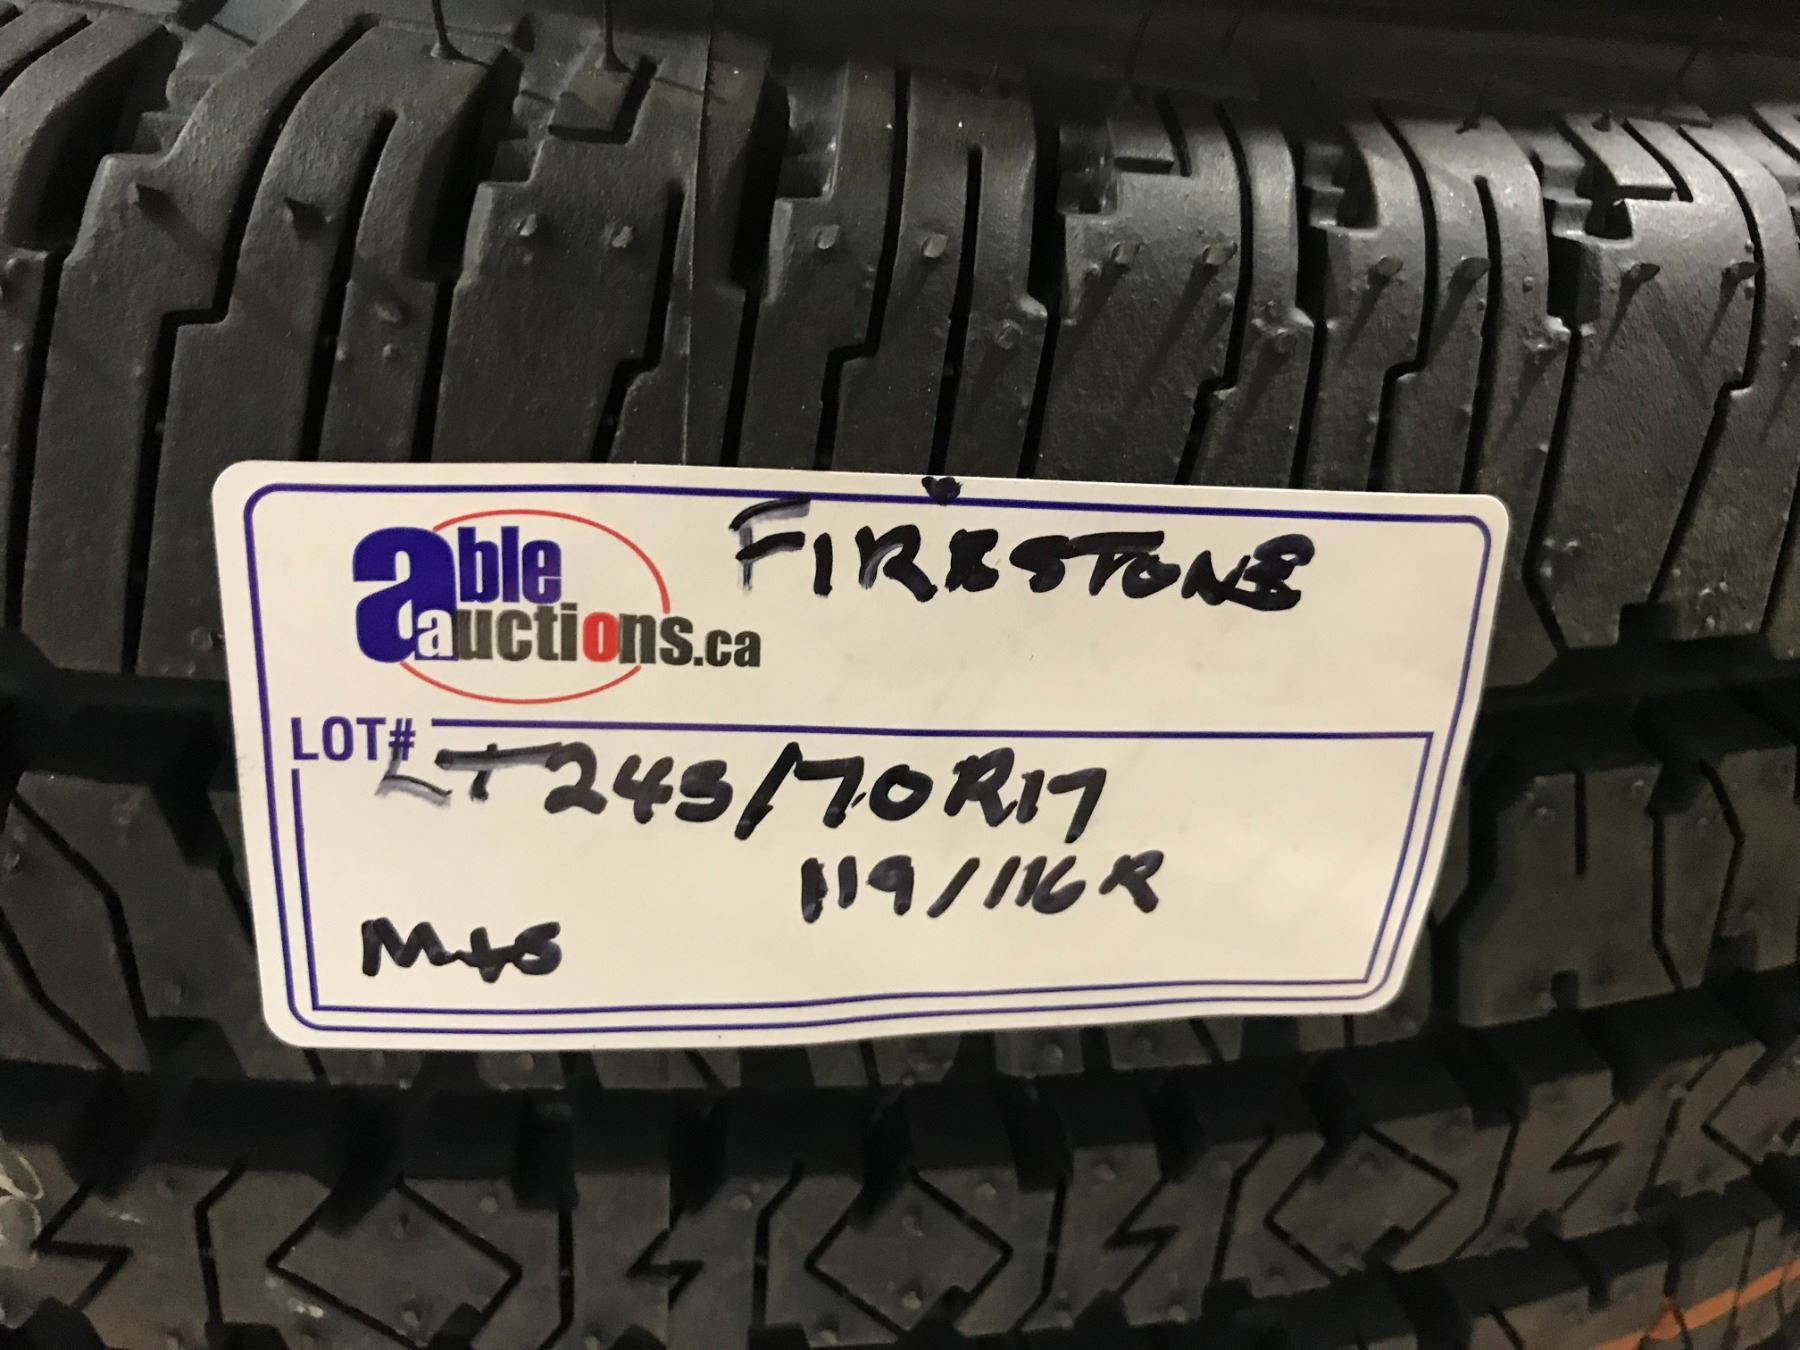 able auctions.ca
FIRESTONE
LOT#
LT 245/70R17
119/116R
M+S